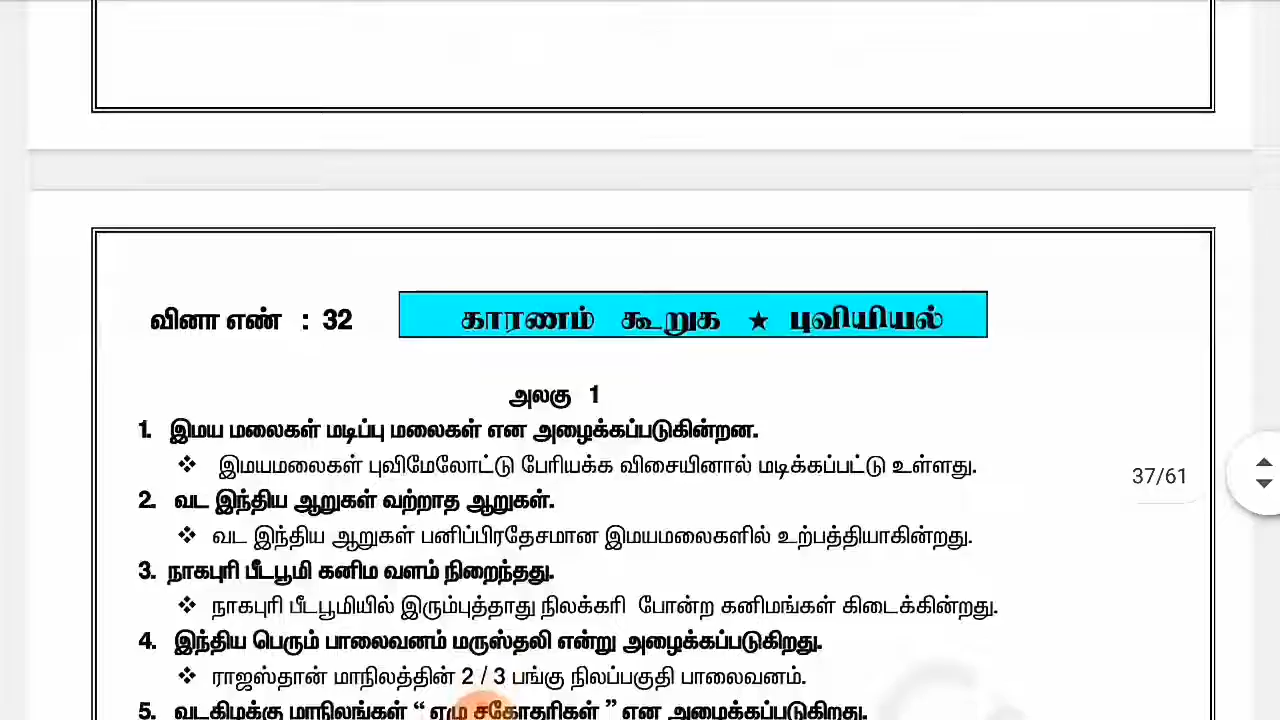 வினா எண் : 32
காரணம் கூறுக ★ புவியியல்
அலகு 1
1. இமய மலைகள் மடிப்பு மலைகள் என அழைக்கப்படுகின்றன.
❖ இமயமலைகள் புவிமேலோட்டு பேரியக்க விசையினால் மடிக்கப்பட்டு உள்ளது.
2. வட இந்திய ஆறுகள் வற்றாத ஆறுகள்.
❖ வட இந்திய ஆறுகள் பனிப்பிரதேசமான இமயமலைகளில் உற்பத்தியாகின்றது.
37/61
3. நாகபுரி பீடபூமி கனிம வளம் நிறைந்தது.
❖ நாகபுரி பீடபூமியில் இரும்புத்தாது நிலக்கரி போன்ற கனிமங்கள் கிடைக்கின்றது.
4. இந்திய பெரும் பாலைவனம் மருஸ்தலி என்று அழைக்கப்படுகிறது.
❖ ராஜஸ்தான் மாநிலத்தின் 2 / 3 பங்கு நிலப்பகுதி பாலைவனம்.
5. வடகிழக்கு மாநிலங்கள் “ ஏழு சகோதரிகள் ” என அழைக்கப்படுகிறது.